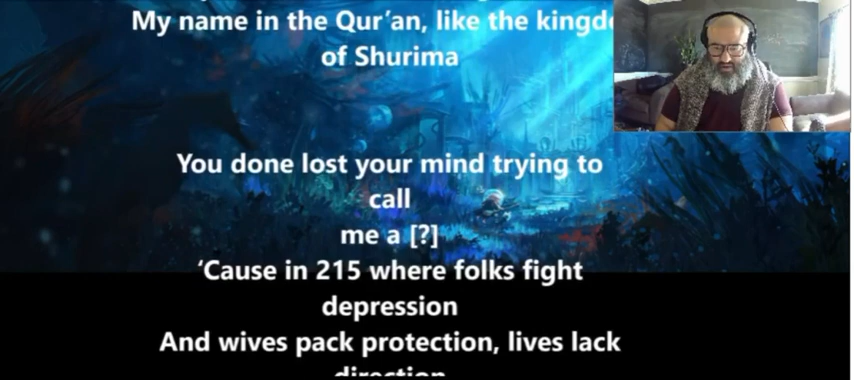 My name in the Qur'an, like the
of Shurima
You done lost your mind trying to
call
me a [?]
‘Cause in 215 where folks fight
depression
And wives pack protection, lives lack
direction